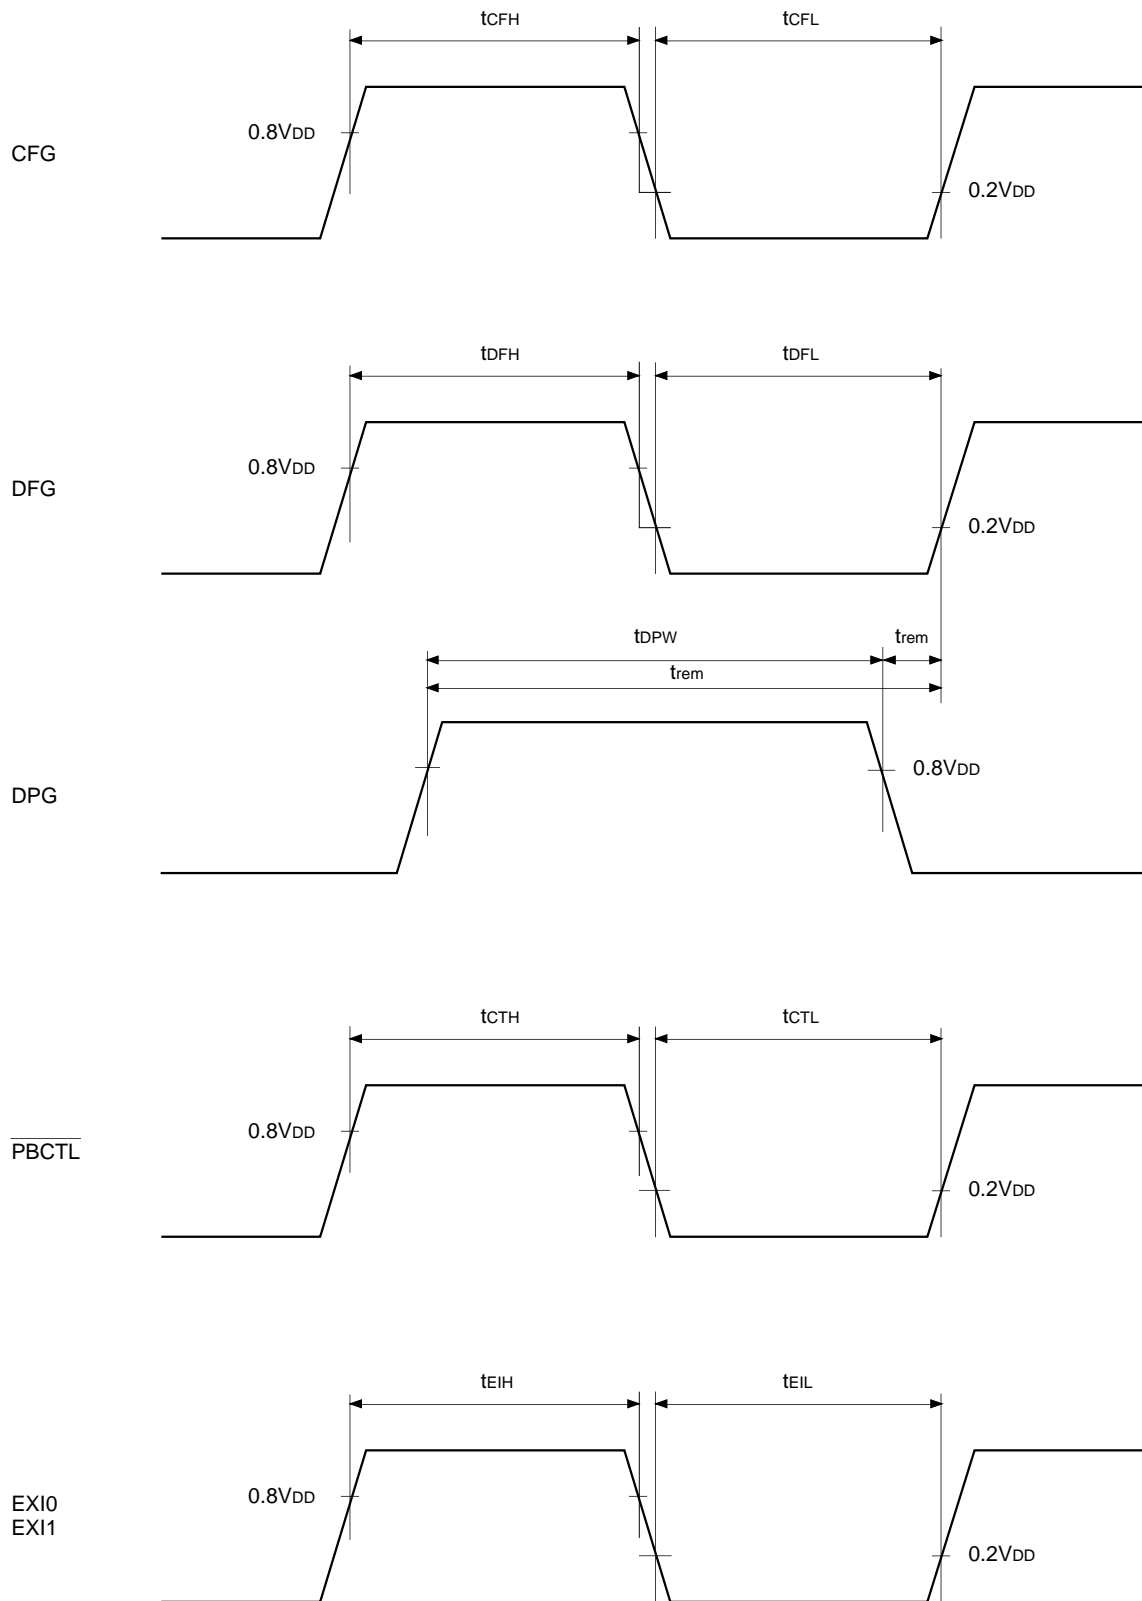 tCFH tCFL
0.8VDD
CFG
0.2VDD
tDFH tDFL
0.8VDD
DFG
0.2VDD
tDPW trem
trem
0.8VDD
DPG
tCTH tCTL
0.8VDD
PBCTL
0.2VDD
tEIH tEIL
0.8VDD
EXI0
EXI1
0.2VDD